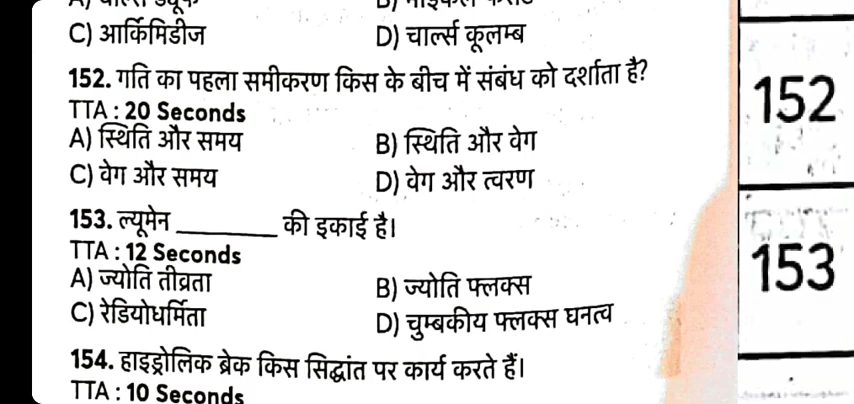 C) आर्किमिडीज
D) चार्ल्स कूलम्ब
152. गति का पहला समीकरण किस के बीच में संबंध को दर्शाता है?
TTA : 20 Seconds
A) स्थिति और समय
B) स्थिति और वेग
C) वेग और समय
D) वेग और त्वरण
152
153. ल्यूमेन ________ की इकाई है।
TTA : 12 Seconds
A) ज्योति तीव्रता
B) ज्योति फ्लक्स
C) रेडियोधर्मिता
D) चुम्बकीय फ्लक्स घनत्व
153
154. हाइड्रोलिक ब्रेक किस सिद्धांत पर कार्य करते हैं।
TTA : 10 Seconds